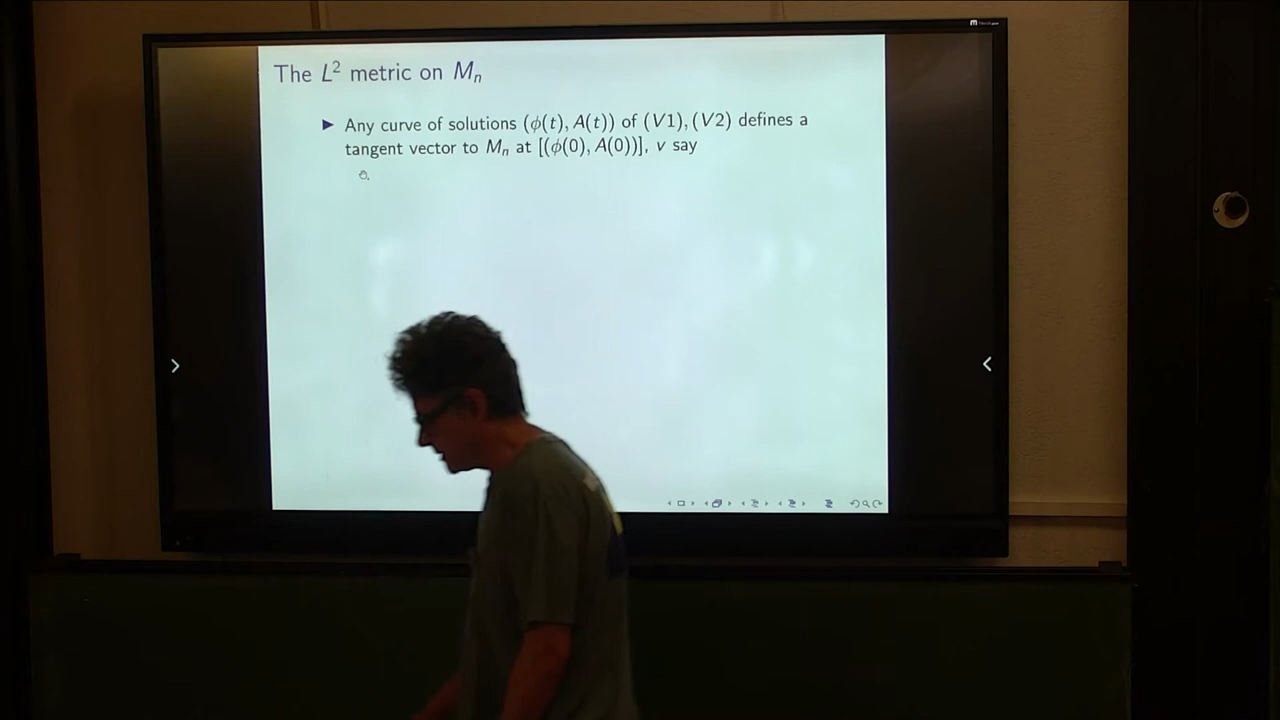 The L² metric on Mₙ
▶ Any curve of solutions (ϕ(t), A(t)) of (V1), (V2) defines a
tangent vector to Mₙ at [(ϕ(0), A(0))], v say